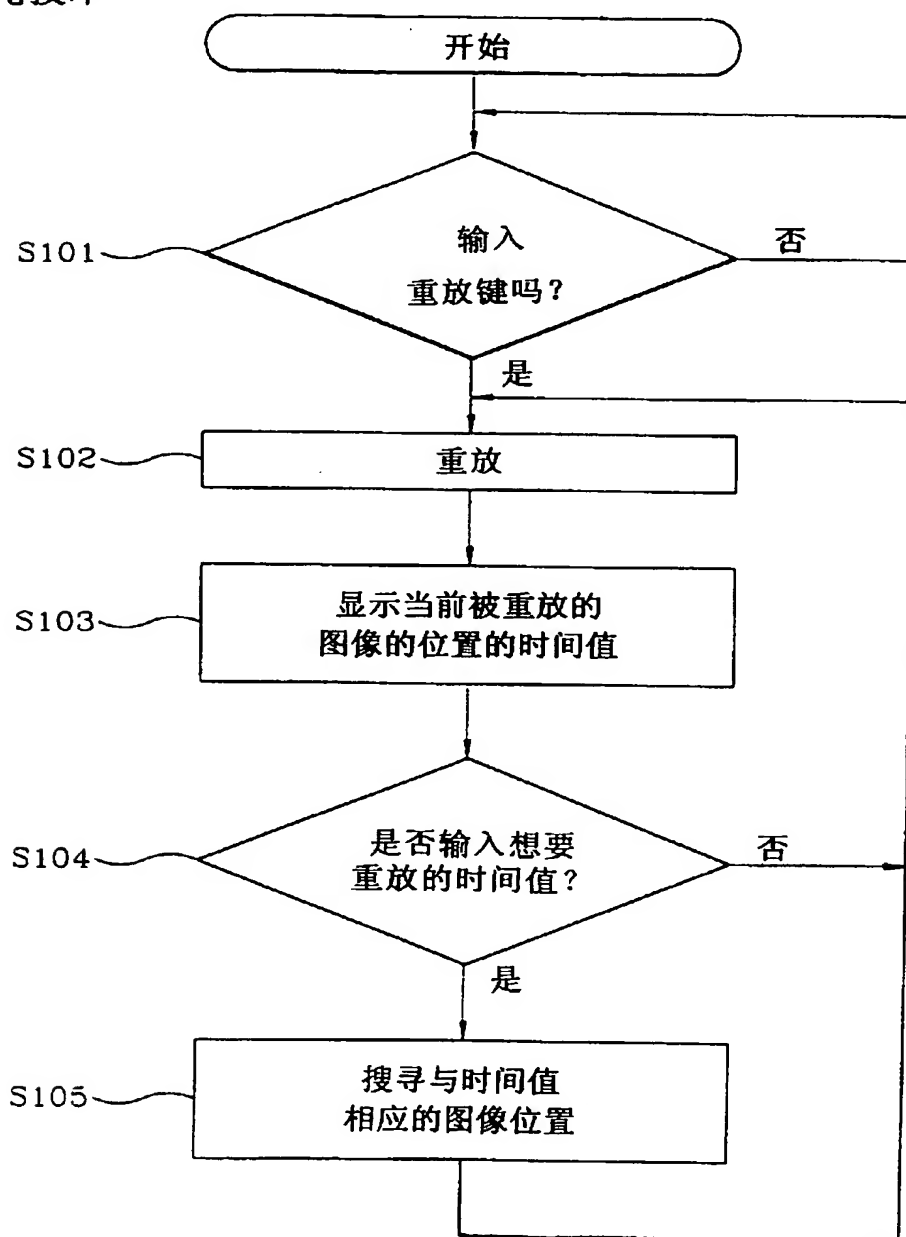 开始
S101
输入
重放键吗?
否
是
S102
重放
S103
显示当前被重放的
图像的位置的时间值
S104
是否输入想要
重放的时间值?
否
是
S105
搜寻与时间值
相应的图像位置